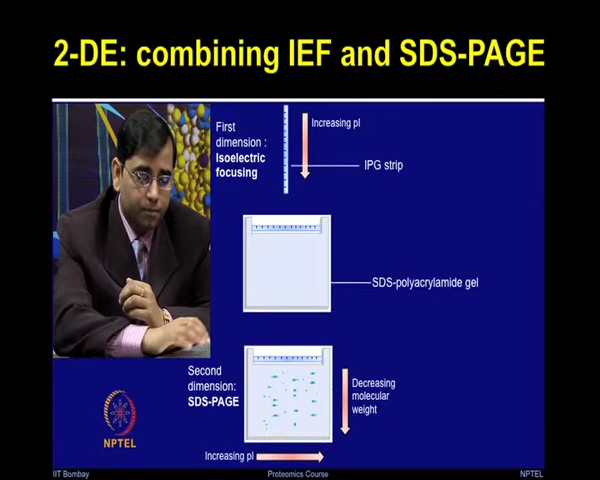 2-DE: combining IEF and SDS-PAGE
First
dimension :
Isoelectric
focusing
Increasing pI
IPG strip
SDS-polyacrylamide gel
Second
dimension:
SDS-PAGE
Decreasing
molecular
weight
Increasing pI
NPTEL
IIT Bombay
Proteomics Course
NPTEL